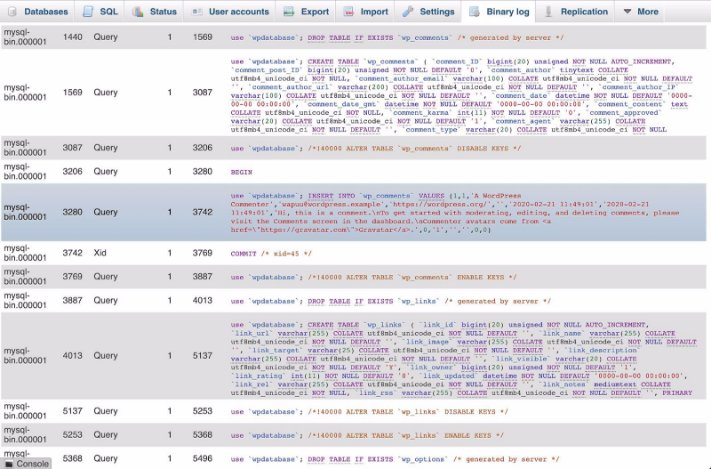 Databases SQL Status User accounts Export Import Settings Binary log Replication More
mysql-bin.000001 1440 Query 1 1569 use `wpdatabase`; DROP TABLE IF EXISTS `wp_comments` /* generated by server */
mysql-bin.000001 1569 Query 1 3087 use `wpdatabase`; CREATE TABLE `wp_comments` ( `comment_ID` bigint(20) unsigned NOT NULL AUTO_INCREMENT,
`comment_post_ID` bigint(20) unsigned NOT NULL DEFAULT '0', `comment_author` tinytext COLLATE
utf8mb4_unicode_ci NOT NULL, `comment_author_email` varchar(100) COLLATE utf8mb4_unicode_ci NOT NULL DEFAULT
'', `comment_author_url` varchar(200) COLLATE utf8mb4_unicode_ci NOT NULL DEFAULT '', `comment_author_IP`
varchar(100) COLLATE utf8mb4_unicode_ci NOT NULL DEFAULT '', `comment_date` datetime NOT NULL DEFAULT '0000-
00-00 00:00:00', `comment_date_gmt` datetime NOT NULL DEFAULT '0000-00-00 00:00:00', `comment_content` text
COLLATE utf8mb4_unicode_ci NOT NULL, `comment_karma` int(11) NOT NULL DEFAULT '0', `comment_approved`
varchar(20) COLLATE utf8mb4_unicode_ci NOT NULL DEFAULT '1', `comment_agent` varchar(255) COLLATE
utf8mb4_unicode_ci NOT NULL DEFAULT '', `comment_type` varchar(20) COLLATE utf8mb4_unicode_ci NOT NULL
mysql-bin.000001 3087 Query 1 3206 use `wpdatabase`; /*!40000 ALTER TABLE `wp_comments` DISABLE KEYS */
mysql-bin.000001 3206 Query 1 3280 BEGIN
mysql-bin.000001 3280 Query 1 3742 use `wpdatabase`; INSERT INTO `wp_comments` VALUES (1,1,'A WordPress
Commenter','wapuu@wordpress.example','https://wordpress.org/','','2020-02-21 11:49:01','2020-02-21
11:49:01','Hi, this is a comment.\nTo get started with moderating, editing, and deleting comments, please
visit the Comments screen in the dashboard.\nCommenter avatars come from <a
href=\"https://gravatar.com\">Gravatar</a>.',0,'1','','',0,0)
mysql-bin.000001 3742 Xid 1 3769 COMMIT /* xid=45 */
mysql-bin.000001 3769 Query 1 3887 use `wpdatabase`; /*!40000 ALTER TABLE `wp_comments` ENABLE KEYS */
mysql-bin.000001 3887 Query 1 4013 use `wpdatabase`; DROP TABLE IF EXISTS `wp_links` /* generated by server */
mysql-bin.000001 4013 Query 1 5137 use `wpdatabase`; CREATE TABLE `wp_links` ( `link_id` bigint(20) unsigned NOT NULL AUTO_INCREMENT,
`link_url` varchar(255) COLLATE utf8mb4_unicode_ci NOT NULL DEFAULT '', `link_name` varchar(255) COLLATE
utf8mb4_unicode_ci NOT NULL DEFAULT '', `link_image` varchar(255) COLLATE utf8mb4_unicode_ci NOT NULL DEFAULT
'', `link_target` varchar(25) COLLATE utf8mb4_unicode_ci NOT NULL DEFAULT '', `link_description`
varchar(255) COLLATE utf8mb4_unicode_ci NOT NULL DEFAULT '', `link_visible` varchar(20) COLLATE
utf8mb4_unicode_ci NOT NULL DEFAULT 'Y', `link_owner` bigint(20) unsigned NOT NULL DEFAULT '1',
`link_rating` int(11) NOT NULL DEFAULT '0', `link_updated` datetime NOT NULL DEFAULT '0000-00-00 00:00:00',
`link_rel` varchar(255) COLLATE utf8mb4_unicode_ci NOT NULL DEFAULT '', `link_notes` mediumtext COLLATE
utf8mb4_unicode_ci NOT NULL, `link_rss` varchar(255) COLLATE utf8mb4_unicode_ci NOT NULL DEFAULT '', PRIMARY
mysql-bin.000001 5137 Query 1 5253 use `wpdatabase`; /*!40000 ALTER TABLE `wp_links` DISABLE KEYS */
mysql-bin.000001 5253 Query 1 5368 use `wpdatabase`; /*!40000 ALTER TABLE `wp_links` ENABLE KEYS */
mysql- 5368 Query 1 5496 use `wpdatabase`; DROP TABLE IF EXISTS `wp_options` /* generated by server */
Console